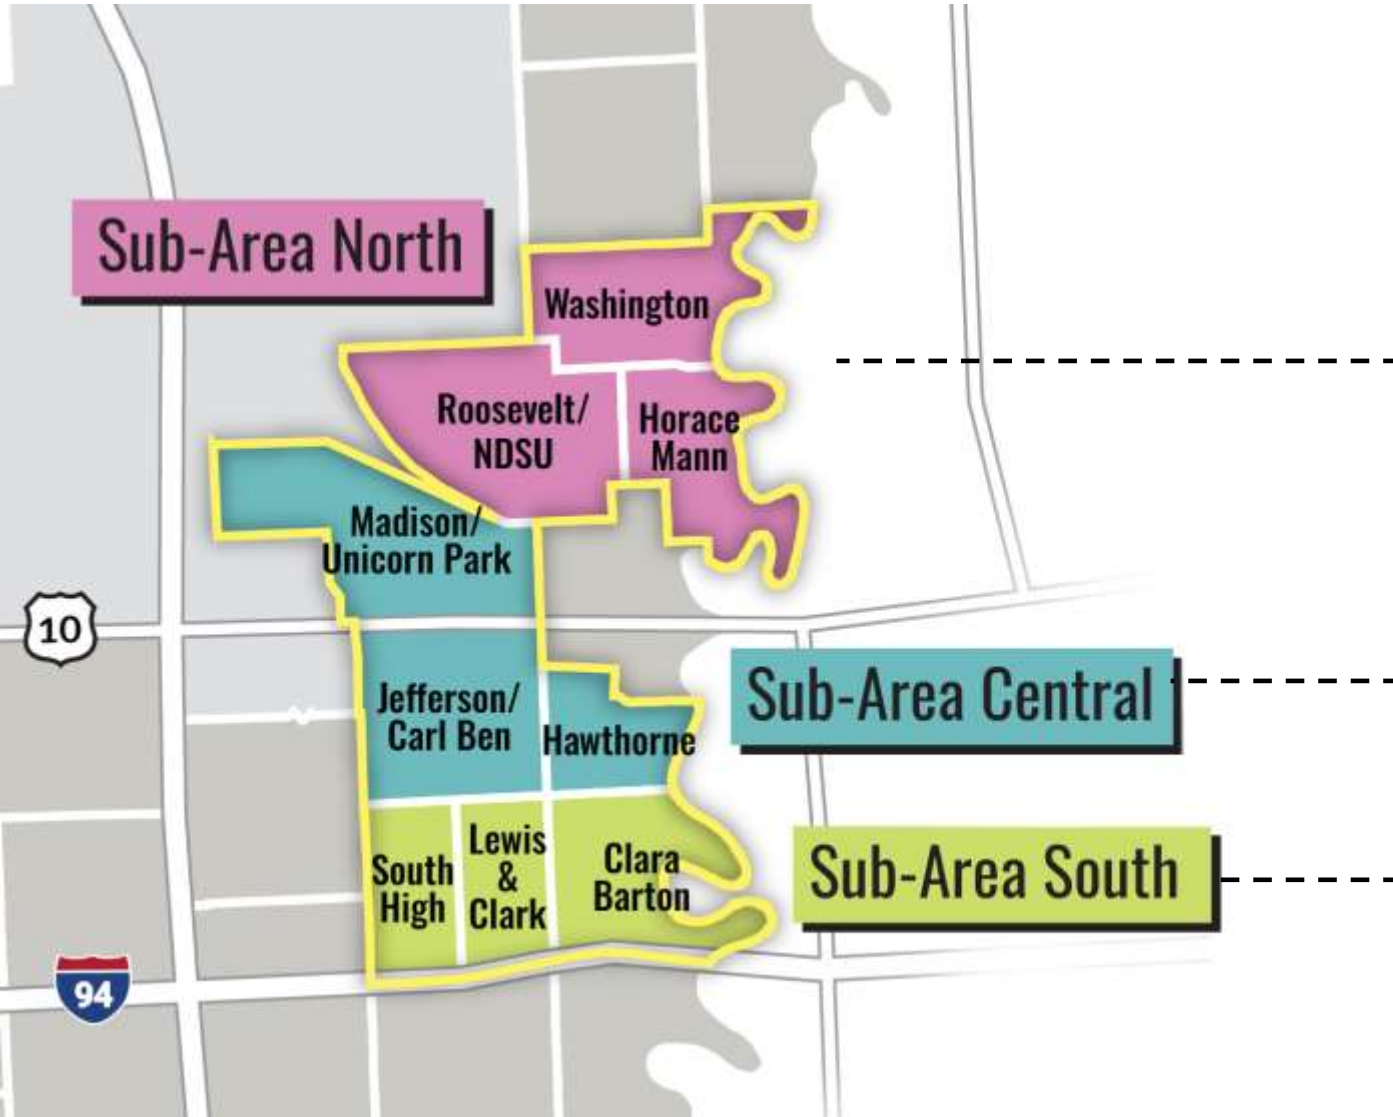 Sub-Area North
Washington
Roosevelt/
NDSU
Horace
Mann
Madison/
Unicorn Park
10
Sub-Area Central
Jefferson/
Carl Ben
Hawthorne
Sub-Area South
South
High
Lewis
&
Clark
Clara
Barton
94